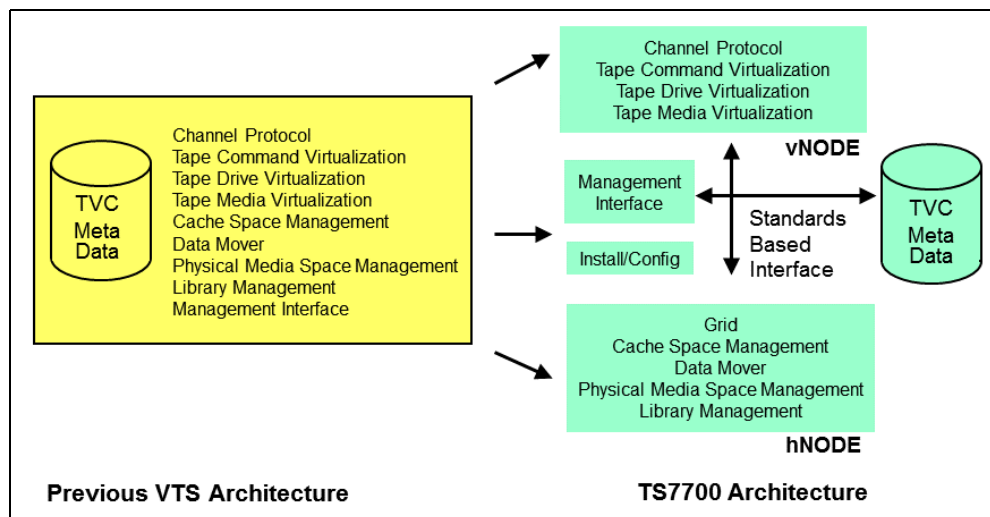 TVC
Meta
Data
Channel Protocol
Tape Command Virtualization
Tape Drive Virtualization
Tape Media Virtualization
Cache Space Management
Data Mover
Physical Media Space Management
Library Management
Management Interface
Previous VTS Architecture
Channel Protocol
Tape Command Virtualization
Tape Drive Virtualization
Tape Media Virtualization
vNODE
Management
Interface
Install/Config
Standards
Based
Interface
TVC
Meta
Data
Grid
Cache Space Management
Data Mover
Physical Media Space Management
Library Management
hNODE
TS7700 Architecture